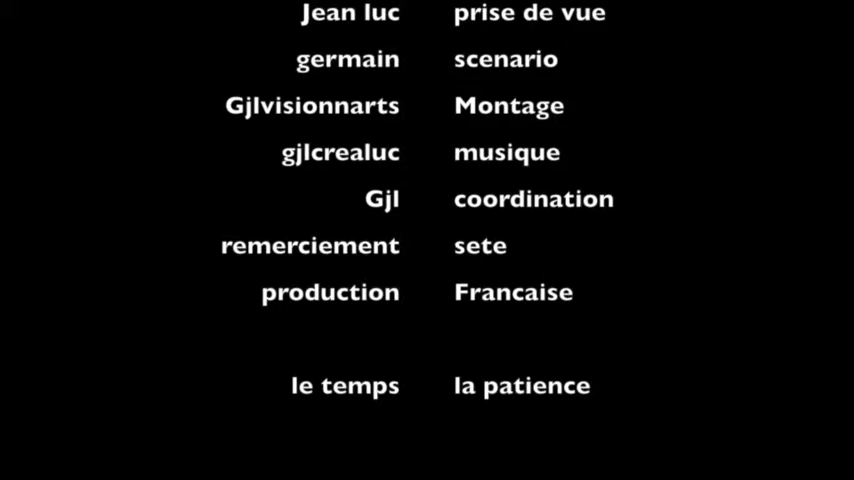 Jean luc prise de vue
germain scenario
Gjlvisionnarts Montage
gjlcrealuc musique
Gjl coordination
remerciement sete
production Francaise
le temps la patience